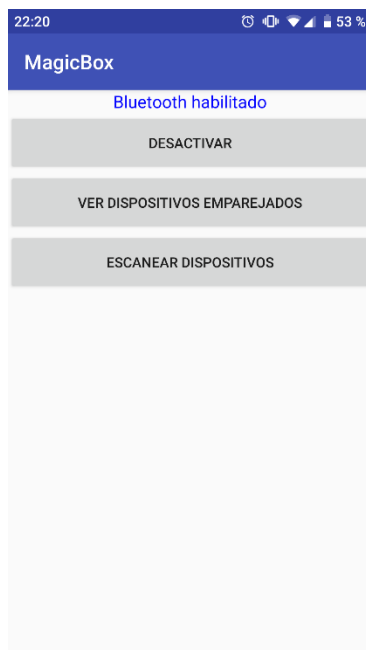 22:20 53 %
MagicBox
Bluetooth habilitado
DESACTIVAR
VER DISPOSITIVOS EMPAREJADOS
ESCANEAR DISPOSITIVOS